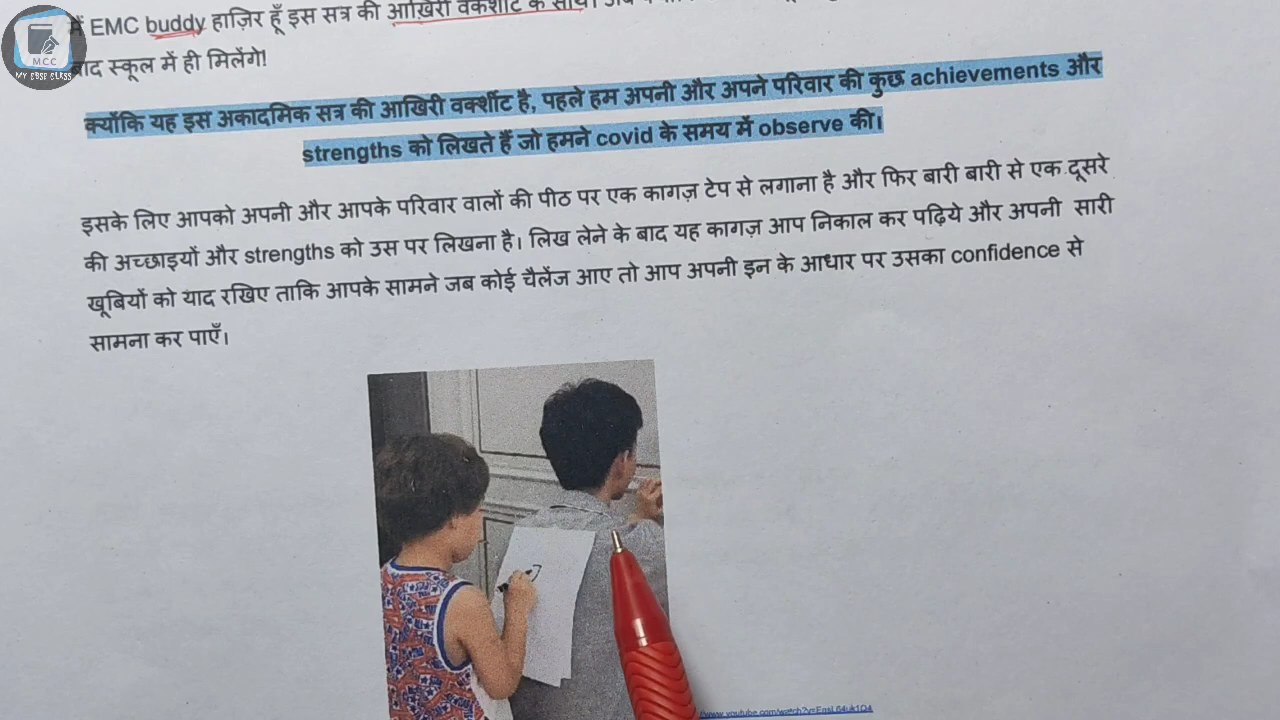 में EMC buddy हाज़िर हूँ इस सत्र की आखिरी वर्कशीट के साथ।
बाद स्कूल में ही मिलेंगे!
क्योंकि यह इस अकादमिक सत्र की आखिरी वर्क्शीट है, पहले हम अपनी और अपने परिवार की कुछ achievements और
strengths को लिखते हैं जो हमने covid के समय में observe की।
इसके लिए आपको अपनी और आपके परिवार वालों की पीठ पर एक कागज़ टेप से लगाना है और फिर बारी बारी से एक दूसरे
की अच्छाइयों और strengths को उस पर लिखना है। लिख लेने के बाद यह कागज़ आप निकाल कर पढ़िये और अपनी सारी
खूबियों को याद रखिए ताकि आपके सामने जब कोई चैलेंज आए तो आप अपनी इन के आधार पर उसका confidence से
सामना कर पाएँ।
MCC
MY CBSE CLASS